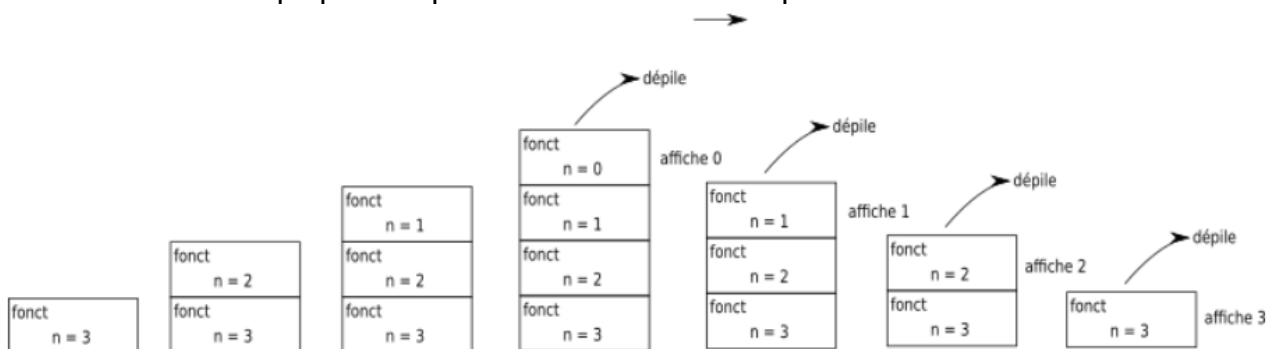 dépile
fonct
n = 0
affiche 0
fonct
n = 1
fonct
n = 2
fonct
n = 3
dépile
fonct
n = 1
affiche 1
fonct
n = 2
fonct
n = 3
dépile
fonct
n = 2
affiche 2
fonct
n = 3
dépile
fonct
n = 3
affiche 3
fonct
n = 1
fonct
n = 2
fonct
n = 3
fonct
n = 2
fonct
n = 3
fonct
n = 3